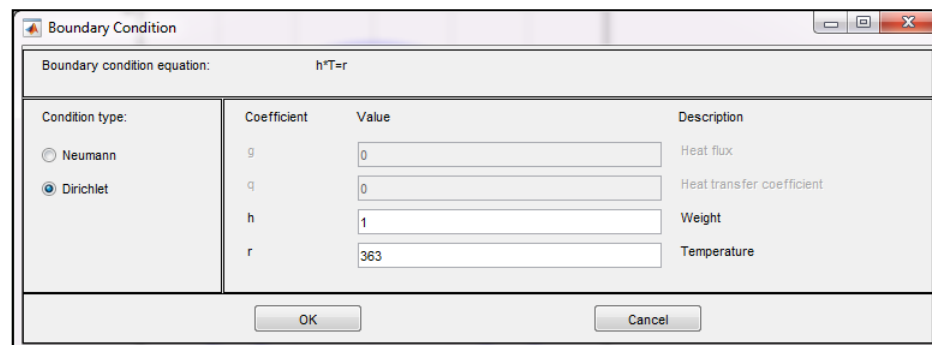 Boundary Condition
Boundary condition equation: h*T=r
Condition type: Coefficient Value Description
Neumann g 0 Heat flux
Dirichlet q 0 Heat transfer coefficient
h 1 Weight
r 363 Temperature
OK Cancel